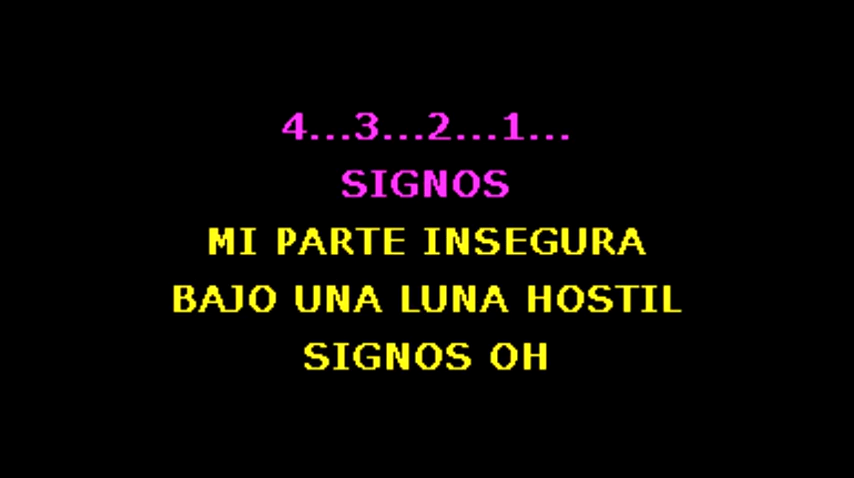 4...3...2...1...
SIGNOS
MI PARTE INSEGURA
BAJO UNA LUNA HOSTIL
SIGNOS OH